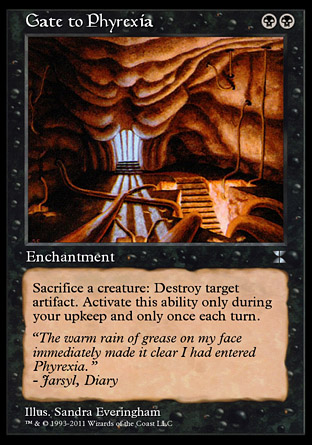 Gate to Phyrexia
Enchantment
Sacrifice a creature: Destroy target
artifact. Activate this ability only during
your upkeep and only once each turn.
“The warm rain of grease on my face
immediately made it clear I had entered
Phyrexia.”
- Jarsyl, Diary
Illus. Sandra Everingham
™ & © 1993-2011 Wizards of the Coast LLC